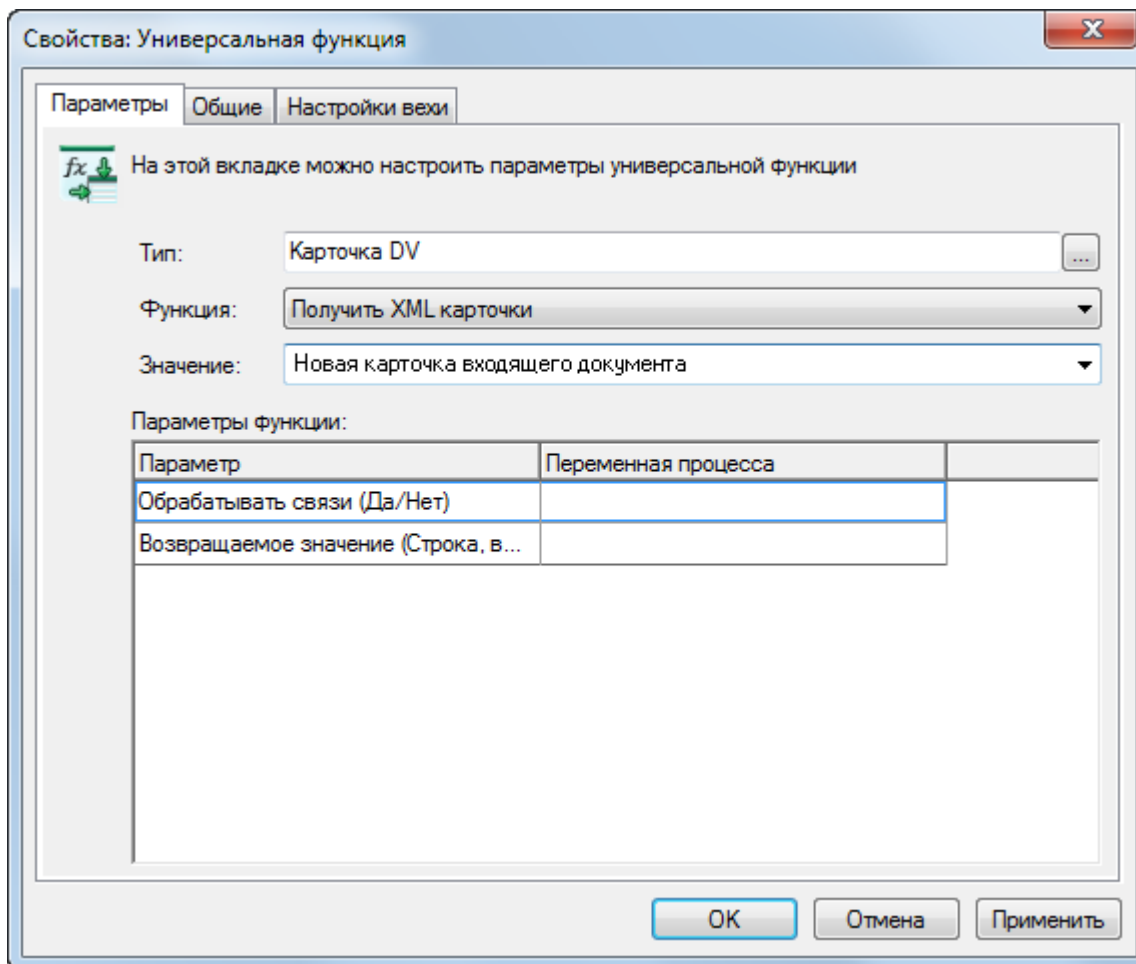 Свойства: Универсальная функция
Параметры Общие Настройки вехи
fx На этой вкладке можно настроить параметры универсальной функции
Тип: Карточка DV ...
Функция: Получить XML карточки
Значение: Новая карточка входящего документа
Параметры функции:
Параметр Переменная процесса
Обрабатывать связи (Да/Нет)
Возвращаемое значение (Строка, в...
OK Отмена Применить